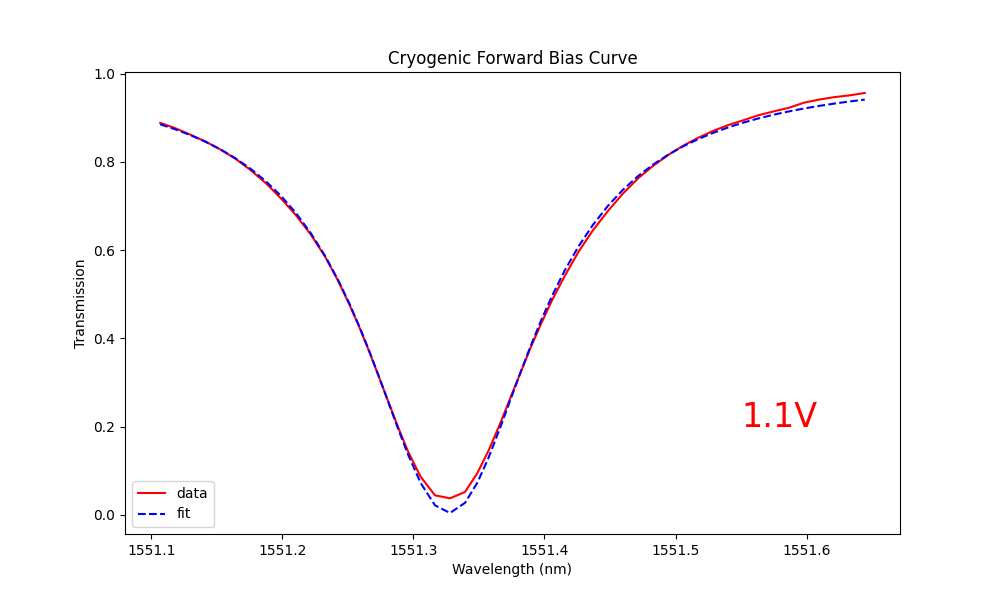 Cryogenic Forward Bias Curve
1.0
0.8
0.6
0.4
0.2
0.0
Transmission
1.1V
data
fit
1551.1 1551.2 1551.3 1551.4 1551.5 1551.6
Wavelength (nm)